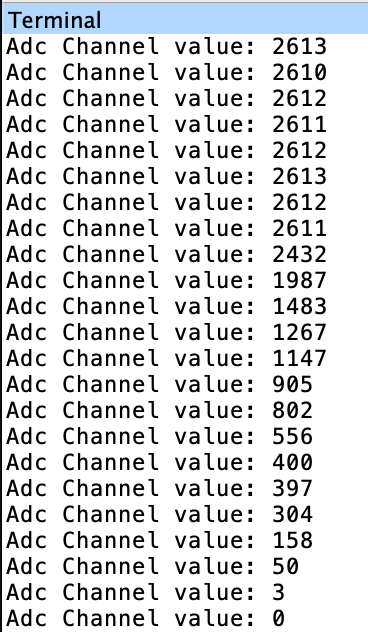 Terminal
Adc Channel value: 2613
Adc Channel value: 2610
Adc Channel value: 2612
Adc Channel value: 2611
Adc Channel value: 2612
Adc Channel value: 2613
Adc Channel value: 2612
Adc Channel value: 2611
Adc Channel value: 2432
Adc Channel value: 1987
Adc Channel value: 1483
Adc Channel value: 1267
Adc Channel value: 1147
Adc Channel value: 905
Adc Channel value: 802
Adc Channel value: 556
Adc Channel value: 400
Adc Channel value: 397
Adc Channel value: 304
Adc Channel value: 158
Adc Channel value: 50
Adc Channel value: 3
Adc Channel value: 0